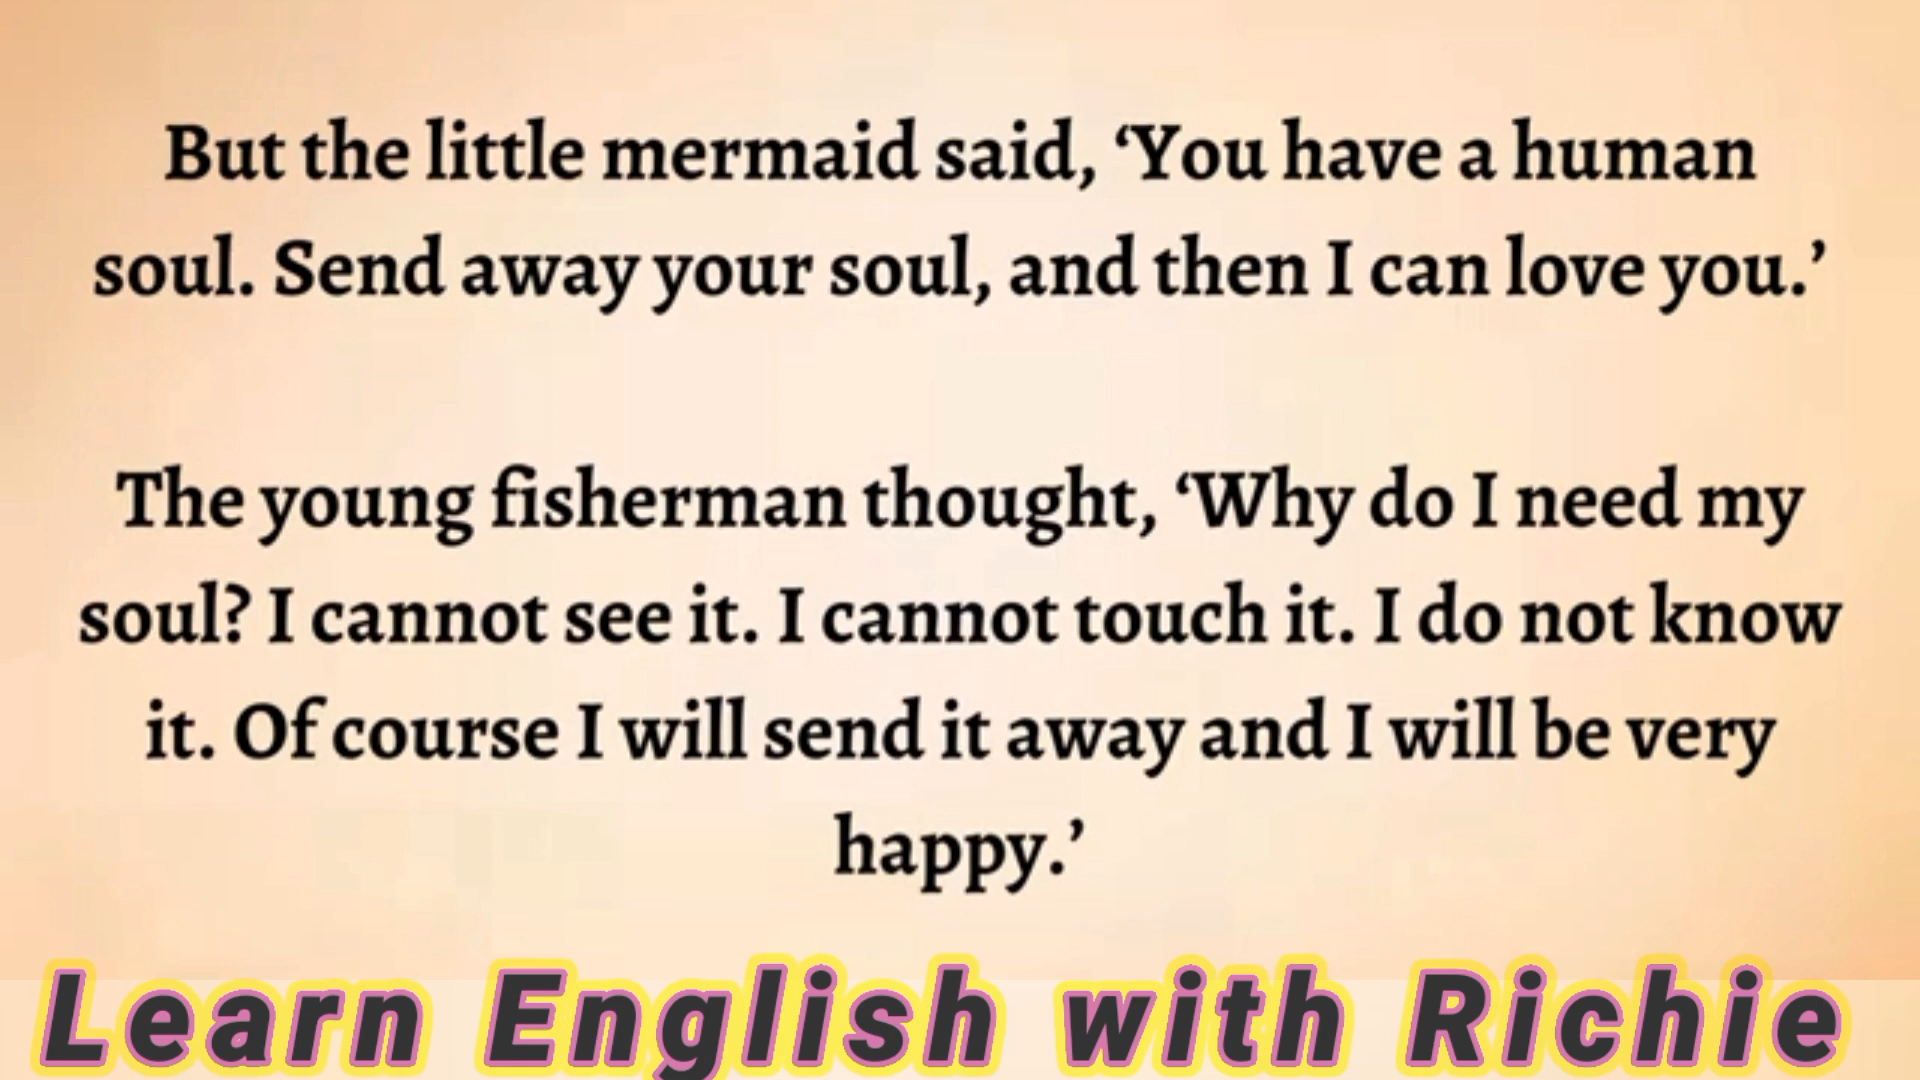 But the little mermaid said, ‘You have a human
soul. Send away your soul, and then I can love you.’
The young fisherman thought, ‘Why do I need my
soul? I cannot see it. I cannot touch it. I do not know
it. Of course I will send it away and I will be very
happy.’
Learn English with Richie